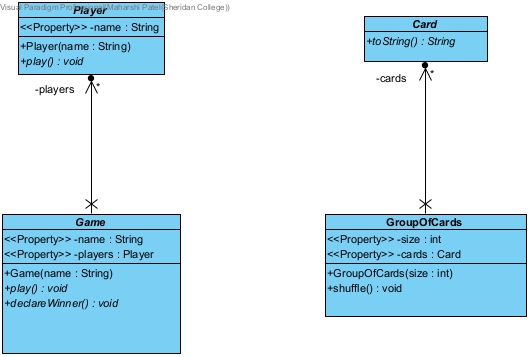 Visual Paradigm Professional(Maharshi Patel(Sheridan College))
Player
<<Property>> -name : String
+Player(name : String)
+play() : void
-players
*
Game
<<Property>> -name : String
<<Property>> -players : Player
+Game(name : String)
+play() : void
+declareWinner() : void
Card
+toString() : String
-cards
*
GroupOfCards
<<Property>> -size : int
<<Property>> -cards : Card
+GroupOfCards(size : int)
+shuffle() : void